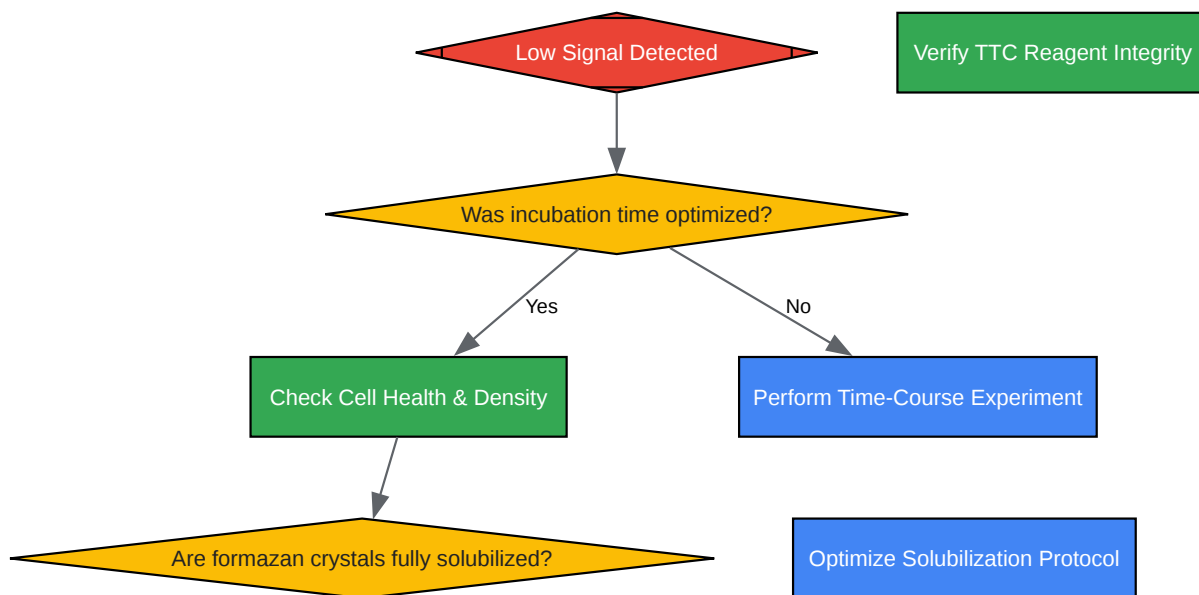 Low Signal Detected
Verify TTC Reagent Integrity
Was incubation time optimized?
Yes
No
Check Cell Health & Density
Perform Time-Course Experiment
Are formazan crystals fully solubilized?
Optimize Solubilization Protocol